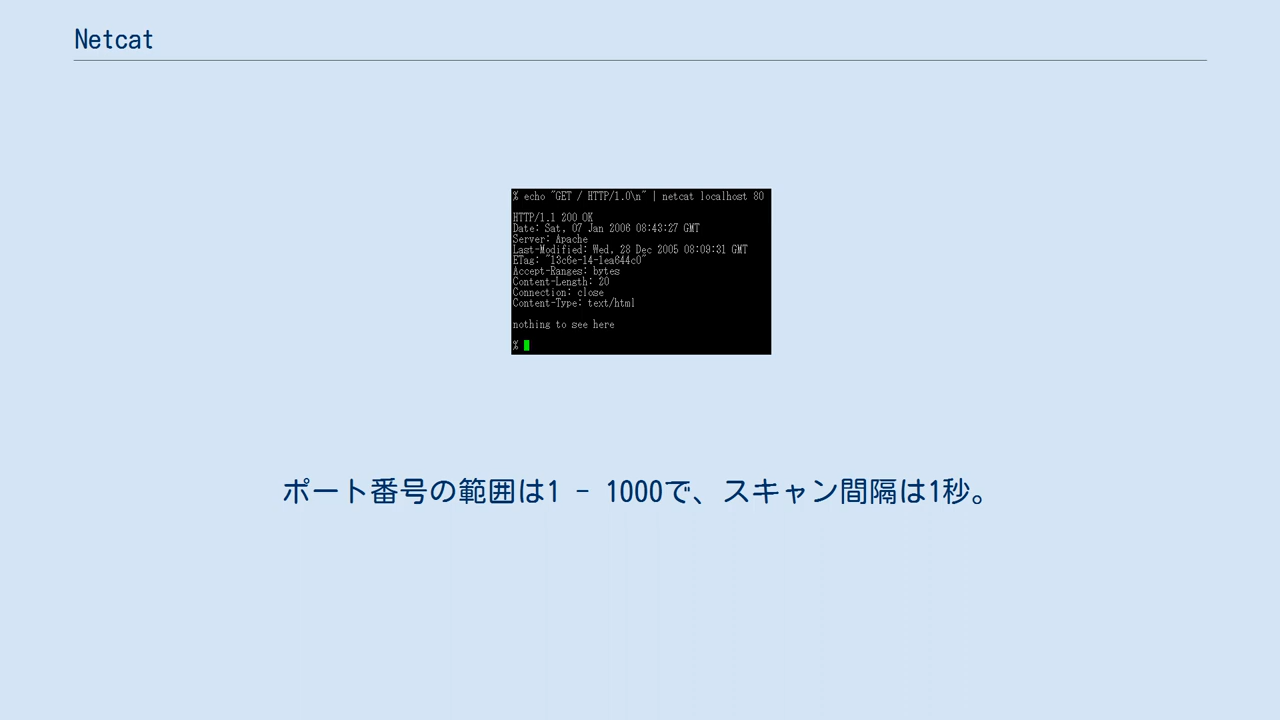 Netcat
% echo "GET / HTTP/1.0\n" | netcat localhost 80
HTTP/1.1 200 OK
Date: Sat, 07 Jan 2006 08:43:27 GMT
Server: Apache
Last-Modified: Wed, 28 Dec 2005 08:09:31 GMT
ETag: "13c6e-14-1ea644c0"
Accept-Ranges: bytes
Content-Length: 20
Connection: close
Content-Type: text/html
nothing to see here
%
ポート番号の範囲は1 - 1000で、スキャン間隔は1秒。